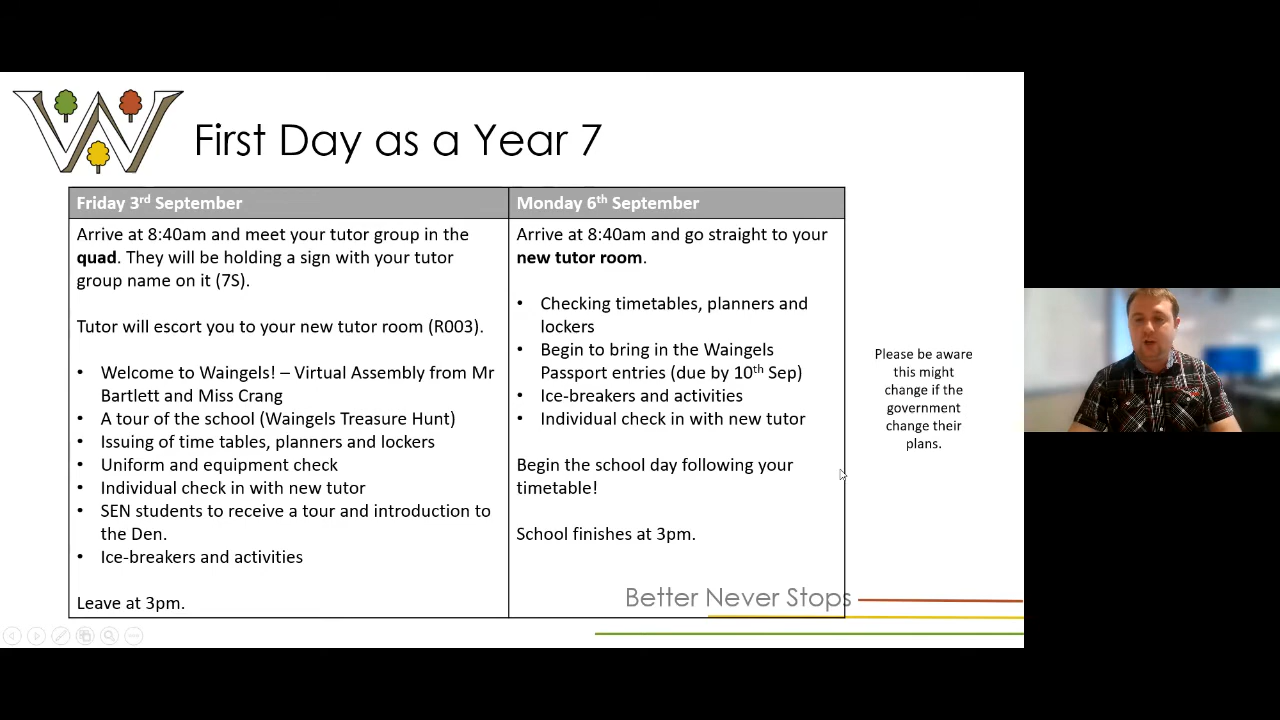 First Day as a Year 7
Friday 3rd September
Arrive at 8:40am and meet your tutor group in the
quad. They will be holding a sign with your tutor
group name on it (7S).
Tutor will escort you to your new tutor room (R003).
• Welcome to Waingels! – Virtual Assembly from Mr
Bartlett and Miss Crang
• A tour of the school (Waingels Treasure Hunt)
• Issuing of time tables, planners and lockers
• Uniform and equipment check
• Individual check in with new tutor
• SEN students to receive a tour and introduction to
the Den.
• Ice-breakers and activities
Leave at 3pm.
Monday 6th September
Arrive at 8:40am and go straight to your
new tutor room.
• Checking timetables, planners and
lockers
• Begin to bring in the Waingels
Passport entries (due by 10th Sep)
• Ice-breakers and activities
• Individual check in with new tutor
Begin the school day following your
timetable!
School finishes at 3pm.
Please be aware
this might
change if the
government
change their
plans.
Better Never Stops